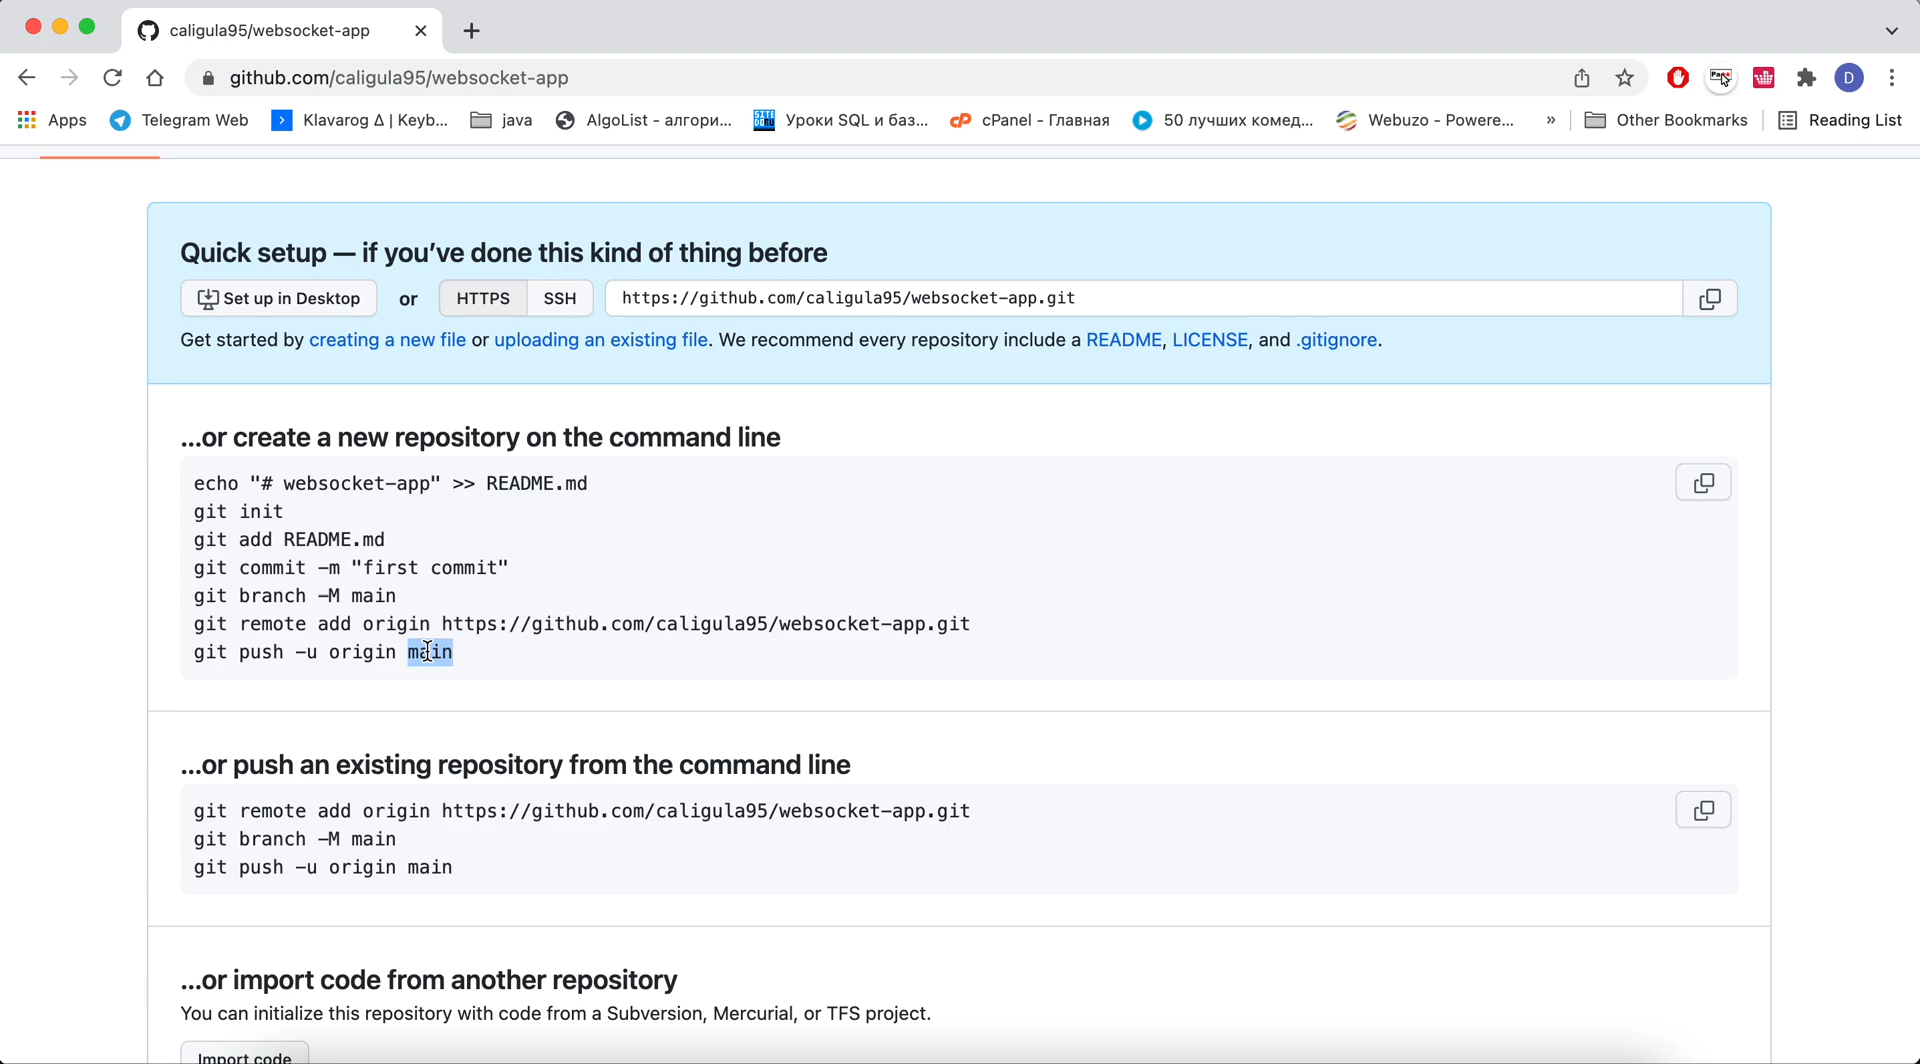 caligula95/websocket-app
github.com/caligula95/websocket-app
D
Apps
Telegram Web
Klavarog Δ | Keyb...
java
AlgoList - алгори...
Уроки SQL и баз...
cPanel - Главная
50 лучших комед...
Webuzo - Powere...
»
Other Bookmarks
Reading List
Quick setup — if you’ve done this kind of thing before
Set up in Desktop or HTTPS SSH https://github.com/caligula95/websocket-app.git
Get started by creating a new file or uploading an existing file. We recommend every repository include a README, LICENSE, and .gitignore.
...or create a new repository on the command line
echo "# websocket-app" >> README.md
git init
git add README.md
git commit -m "first commit"
git branch -M main
git remote add origin https://github.com/caligula95/websocket-app.git
git push -u origin main
...or push an existing repository from the command line
git remote add origin https://github.com/caligula95/websocket-app.git
git branch -M main
git push -u origin main
...or import code from another repository
You can initialize this repository with code from a Subversion, Mercurial, or TFS project.
Import code